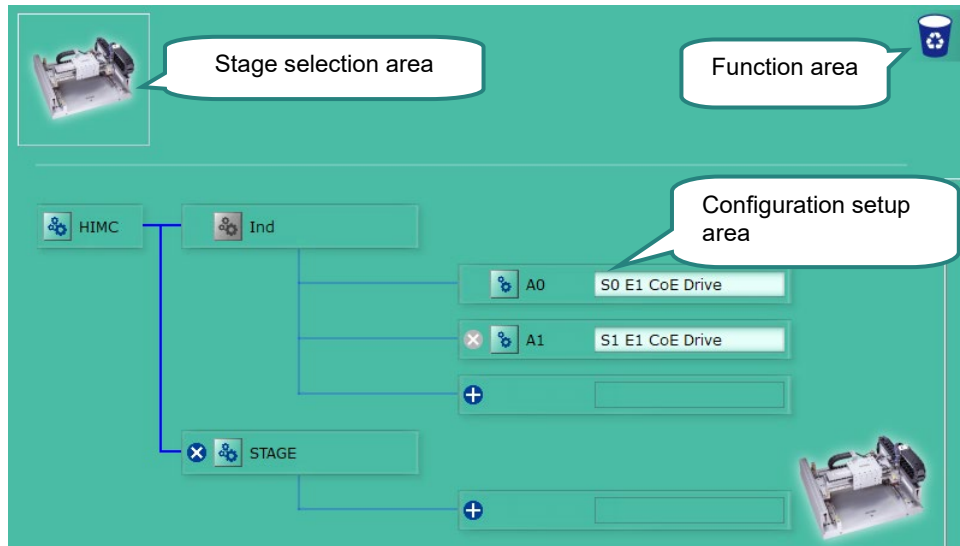 Stage selection area
Function area
Configuration setup
area
HIMC
Ind
A0
S0 E1 CoE Drive
A1
S1 E1 CoE Drive
STAGE